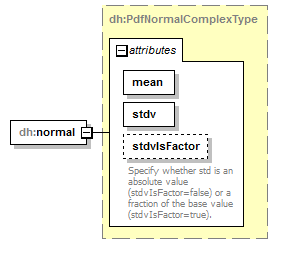 dh:PdfNormalComplexType
attributes
mean
stdv
dh:normal
stdvIsFactor
Specify whether std is an
absolute value
(stdvIsFactor=false) or a
fraction of the base value
(stdvIsFactor=true).